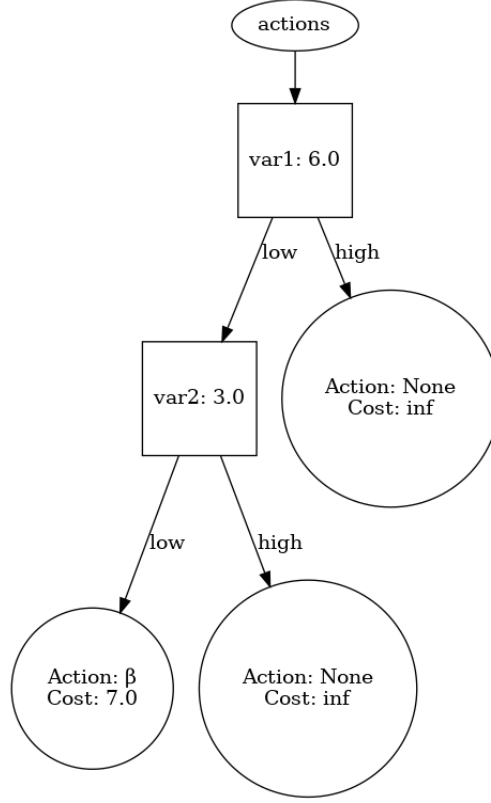 actions
var1: 6.0
low
high
var2: 3.0
Action: None
Cost: inf
low
high
Action: β
Cost: 7.0
Action: None
Cost: inf